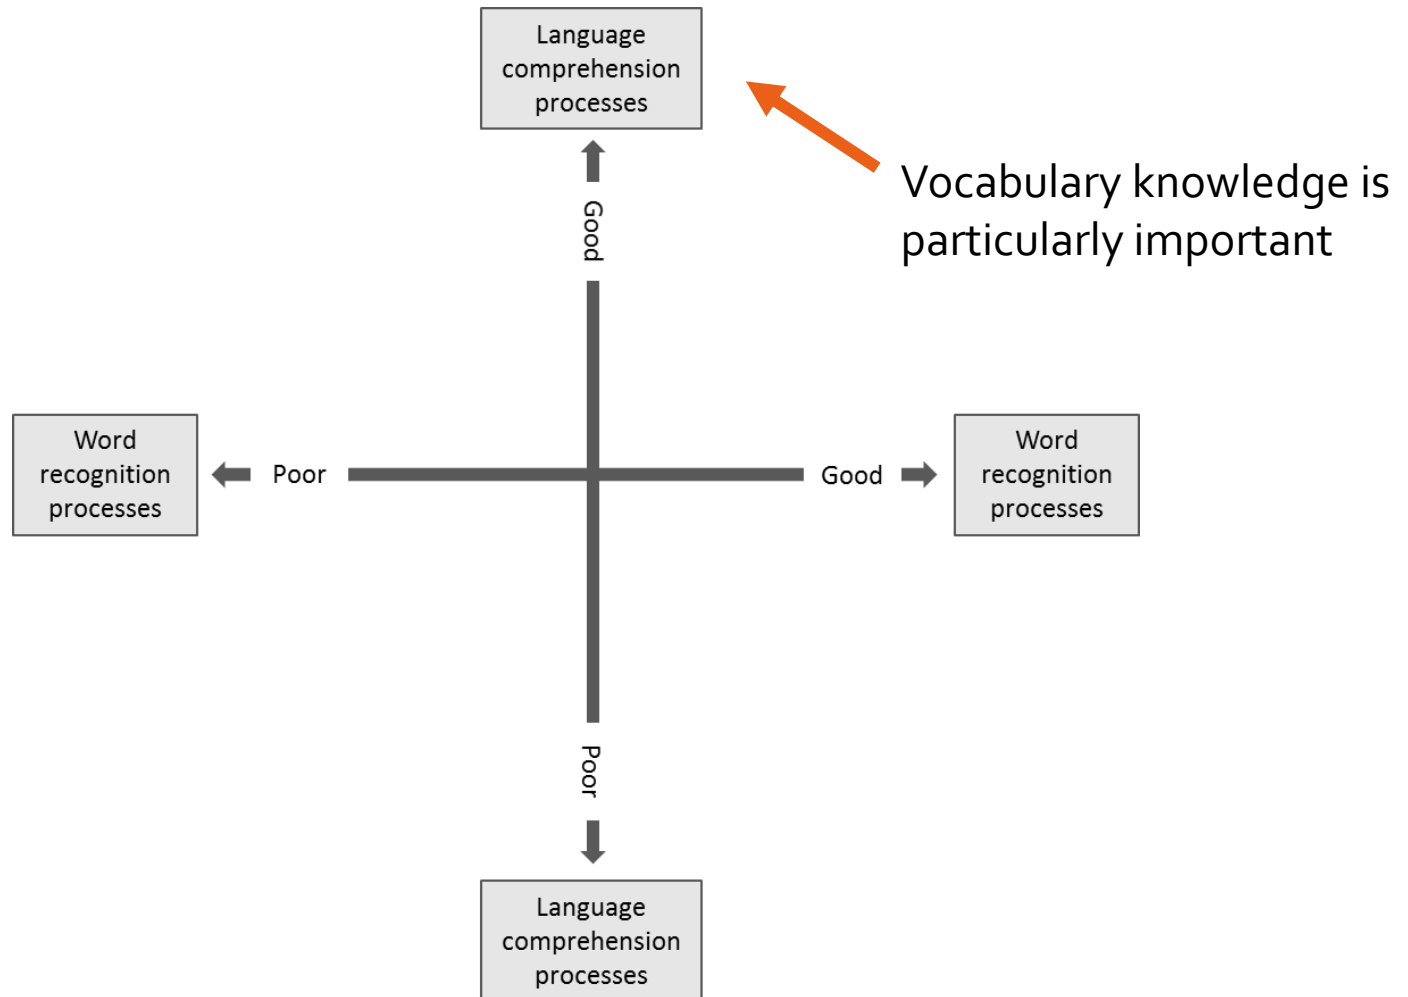 Language
comprehension
processes
Good
Vocabulary knowledge is
particularly important
Word
recognition
processes
Poor
Good
Word
recognition
processes
Poor
Language
comprehension
processes